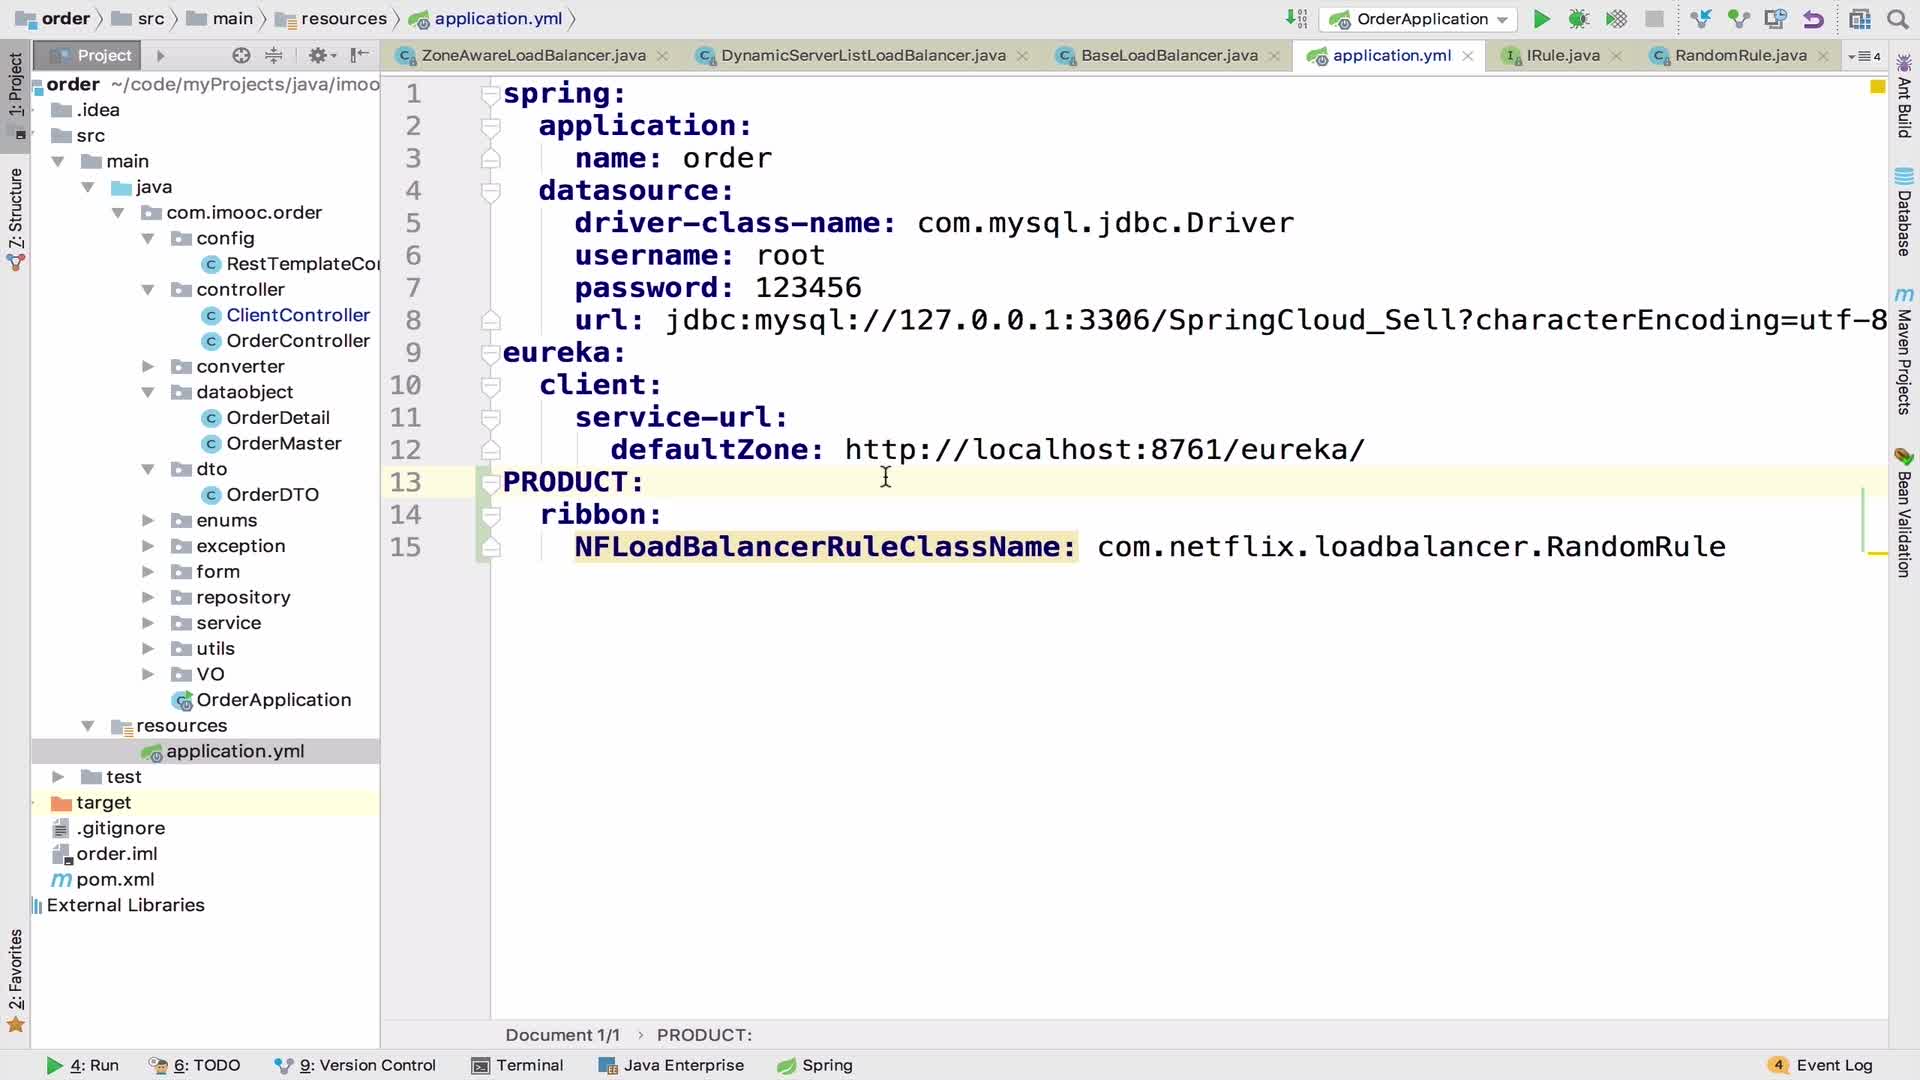 order
src
main
resources
application.yml
OrderApplication
Project
ZoneAwareLoadBalancer.java
DynamicServerListLoadBalancer.java
BaseLoadBalancer.java
application.yml
IRule.java
RandomRule.java
4
1: Project
Z: Structure
2: Favorites
order ~/code/myProjects/java/imoo
.idea
src
main
java
com.imooc.order
config
RestTemplateCo
controller
ClientController
OrderController
converter
dataobject
OrderDetail
OrderMaster
dto
OrderDTO
enums
exception
form
repository
service
utils
VO
OrderApplication
resources
application.yml
test
target
.gitignore
order.iml
pom.xml
External Libraries
1 spring:
2 application:
3 name: order
4 datasource:
5 driver-class-name: com.mysql.jdbc.Driver
6 username: root
7 password: 123456
8 url: jdbc:mysql://127.0.0.1:3306/SpringCloud_Sell?characterEncoding=utf-8
9 eureka:
10 client:
11 service-url:
12 defaultZone: http://localhost:8761/eureka/
13 PRODUCT:
14 ribbon:
15 NFLoadBalancerRuleClassName: com.netflix.loadbalancer.RandomRule
Ant Build
Database
Maven Projects
Bean Validation
Document 1/1 › PRODUCT:
4: Run
6: TODO
9: Version Control
Terminal
Java Enterprise
Spring
4 Event Log